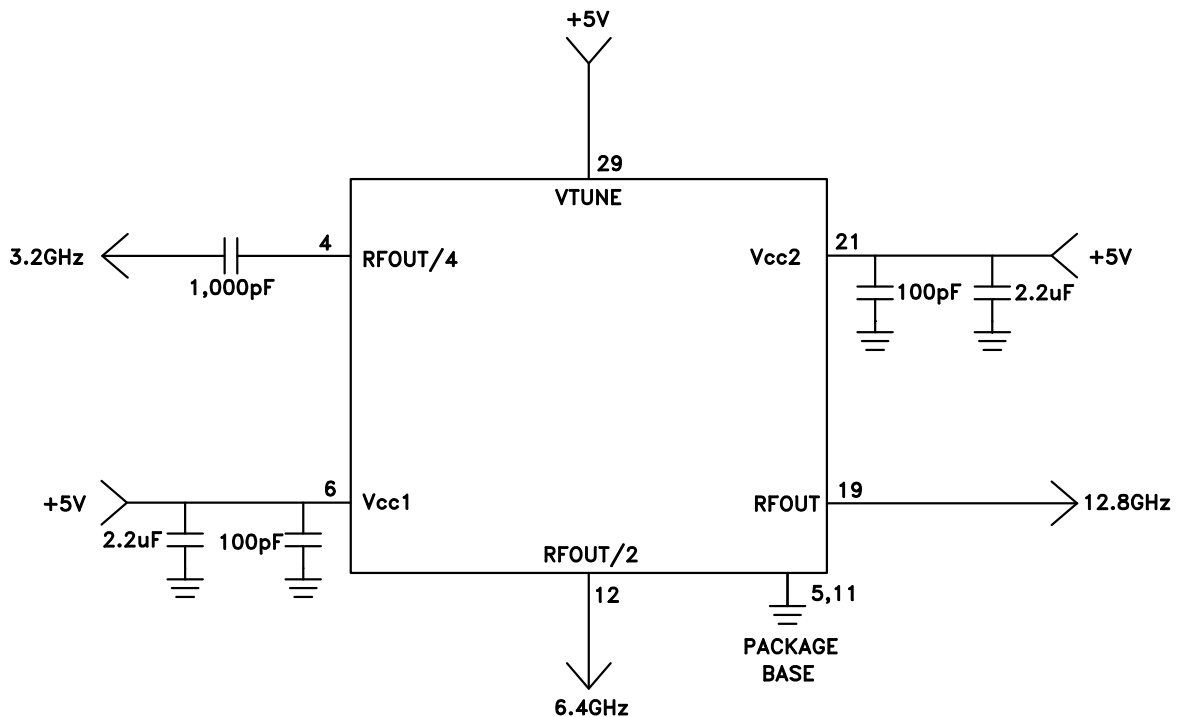 +5V
29
VTUNE
3.2GHz
4
RFOUT/4
1,000pF
21
Vcc2
+5V
100pF
2.2uF
+5V
6
Vcc1
2.2uF
100pF
19
RFOUT
12.8GHz
RFOUT/2
12
5,11
PACKAGE
BASE
6.4GHz